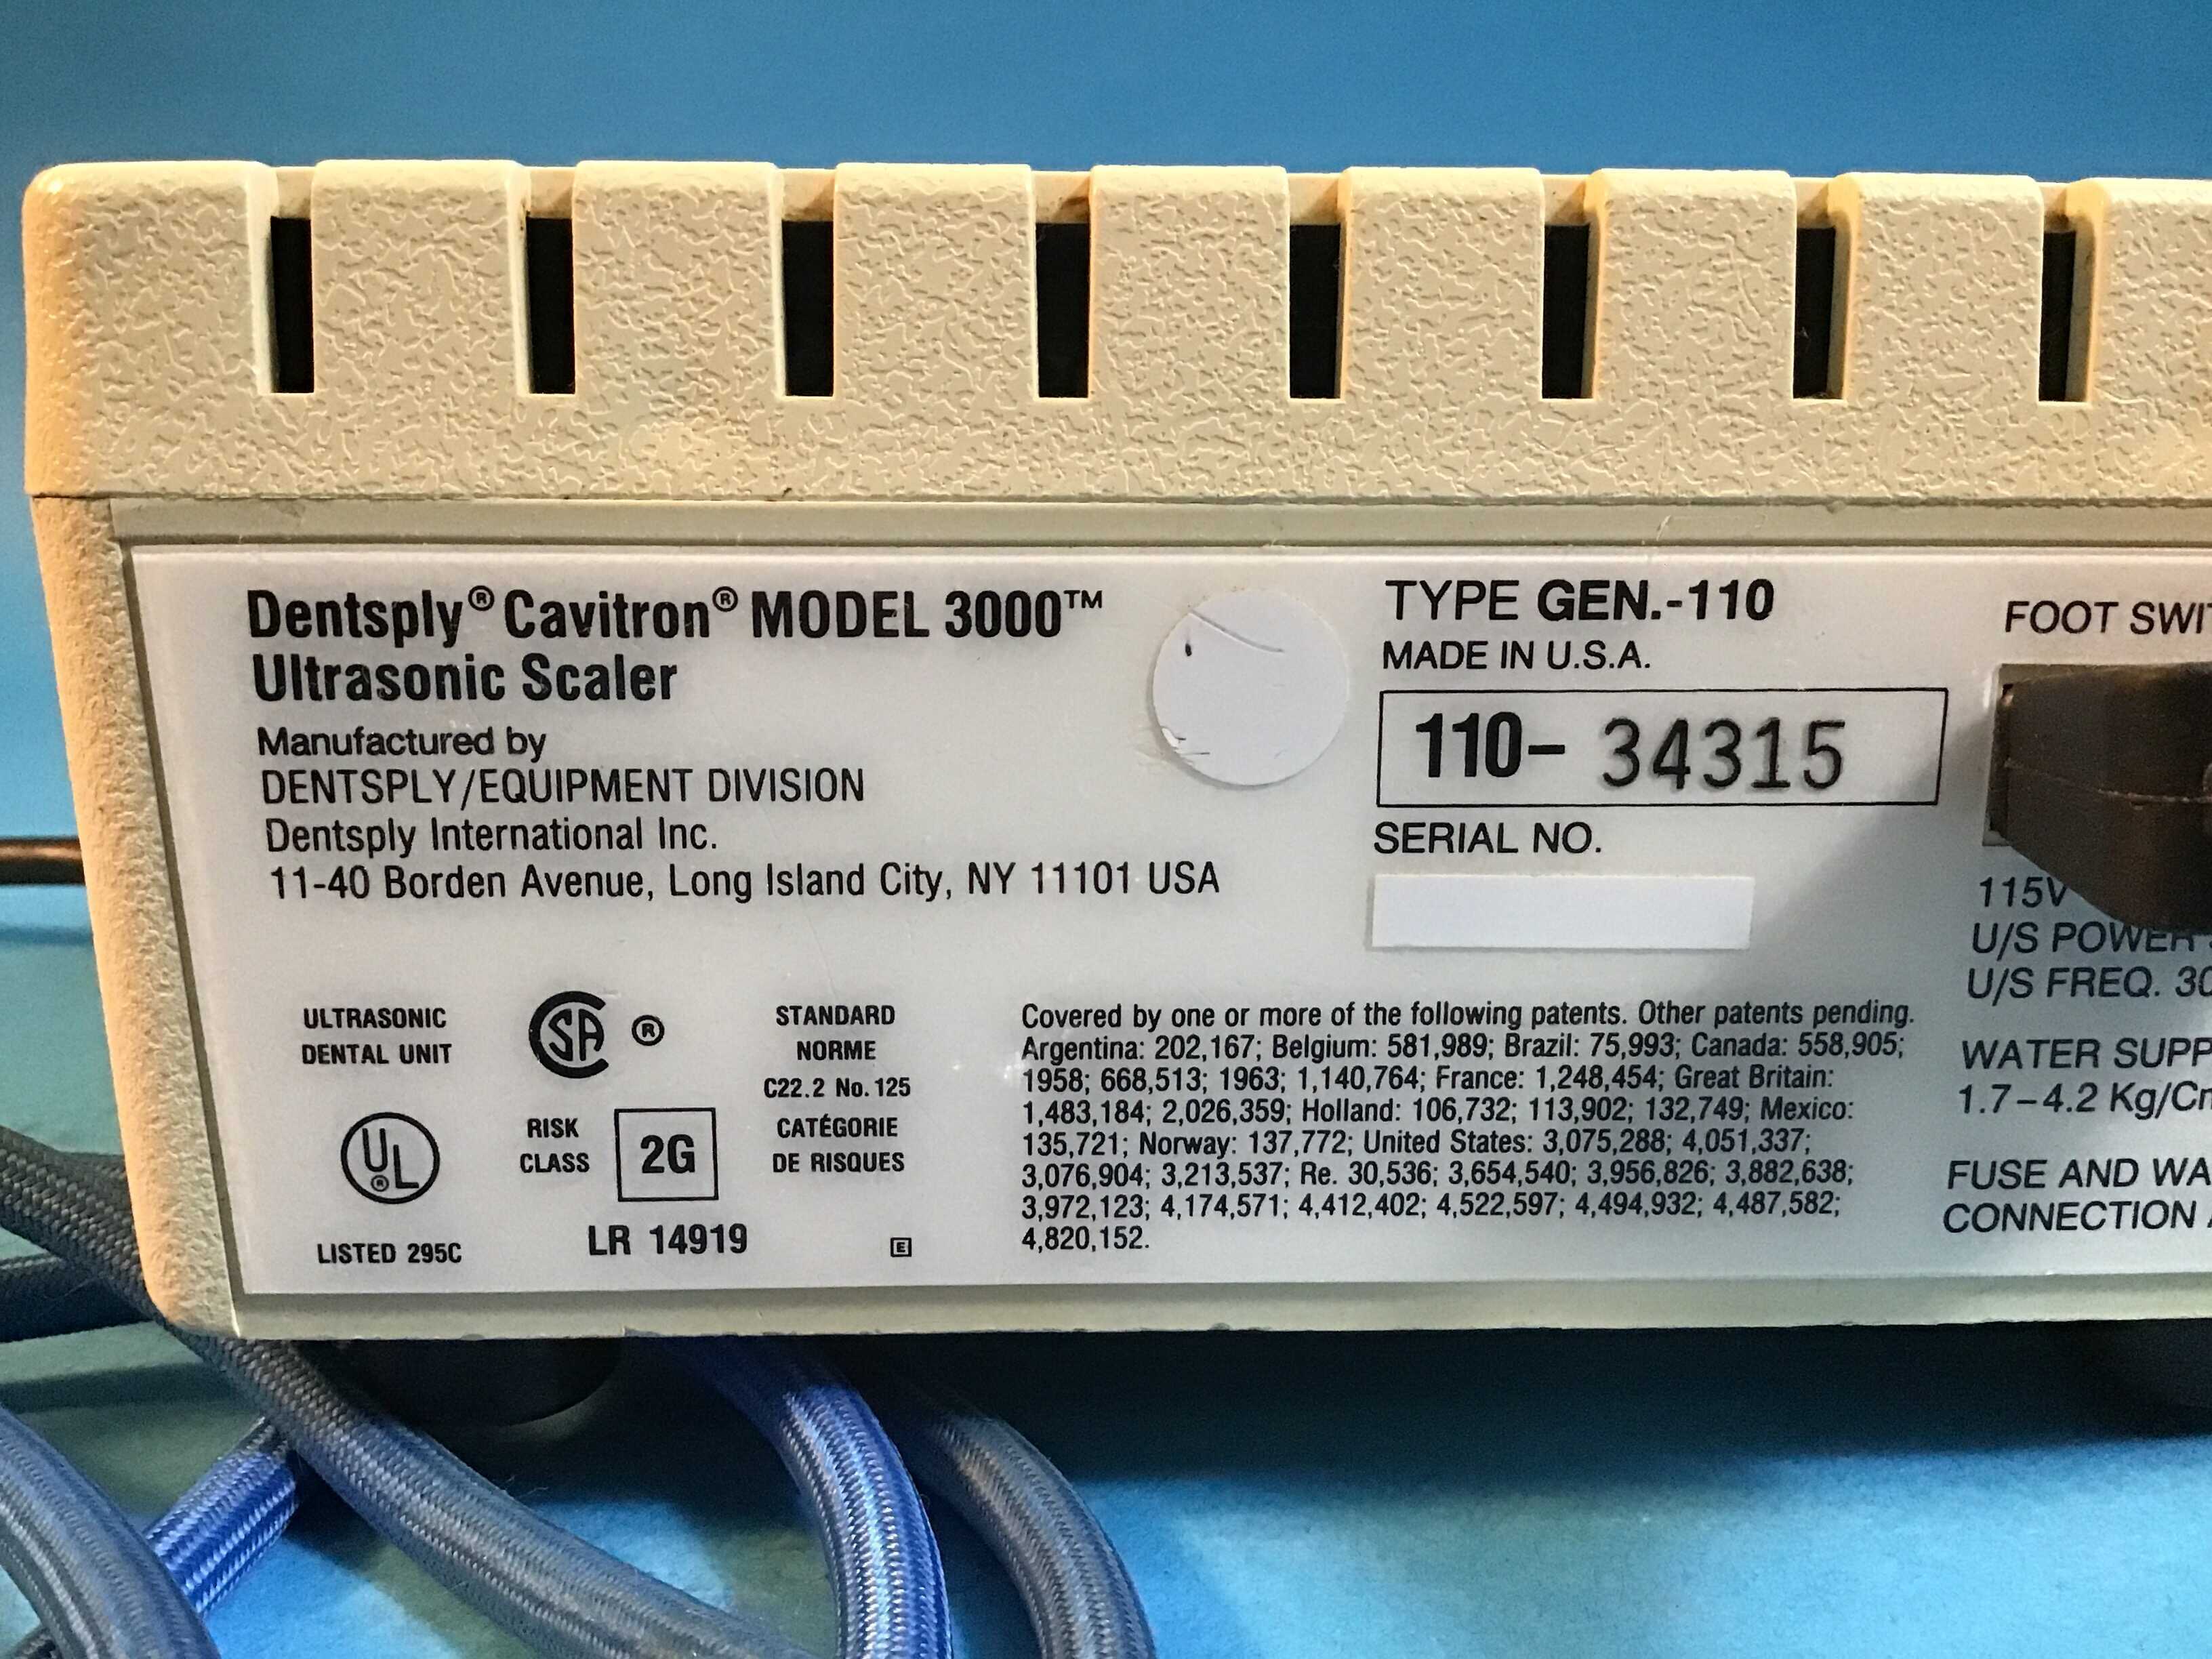 Dentsply® Cavitron® MODEL 3000™
Ultrasonic Scaler
Manufactured by
DENTSPLY/EQUIPMENT DIVISION
Dentsply International Inc.
11-40 Borden Avenue, Long Island City, NY 11101 USA
TYPE GEN.-110
MADE IN U.S.A.
110– 34315
SERIAL NO.
ULTRASONIC
DENTAL UNIT
UL®
LISTED 295C
CSA ®
RISK
CLASS
2G
LR 14919
STANDARD
NORME
C22.2 No. 125
CATÉGORIE
DE RISQUES
E
Covered by one or more of the following patents. Other patents pending.
Argentina: 202,167; Belgium: 581,989; Brazil: 75,993; Canada: 558,905;
1958; 668,513; 1963; 1,140,764; France: 1,248,454; Great Britain:
1,483,184; 2,026,359; Holland: 106,732; 113,902; 132,749; Mexico:
135,721; Norway: 137,772; United States: 3,075,288; 4,051,337;
3,076,904; 3,213,537; Re. 30,536; 3,654,540; 3,956,826; 3,882,638;
3,972,123; 4,174,571; 4,412,402; 4,522,597; 4,494,932; 4,487,582;
4,820,152.
FOOT
115V
U/S POWER
U/S FREQ.
WATER
1.7–4.2
FUSE AND
CONNECTION